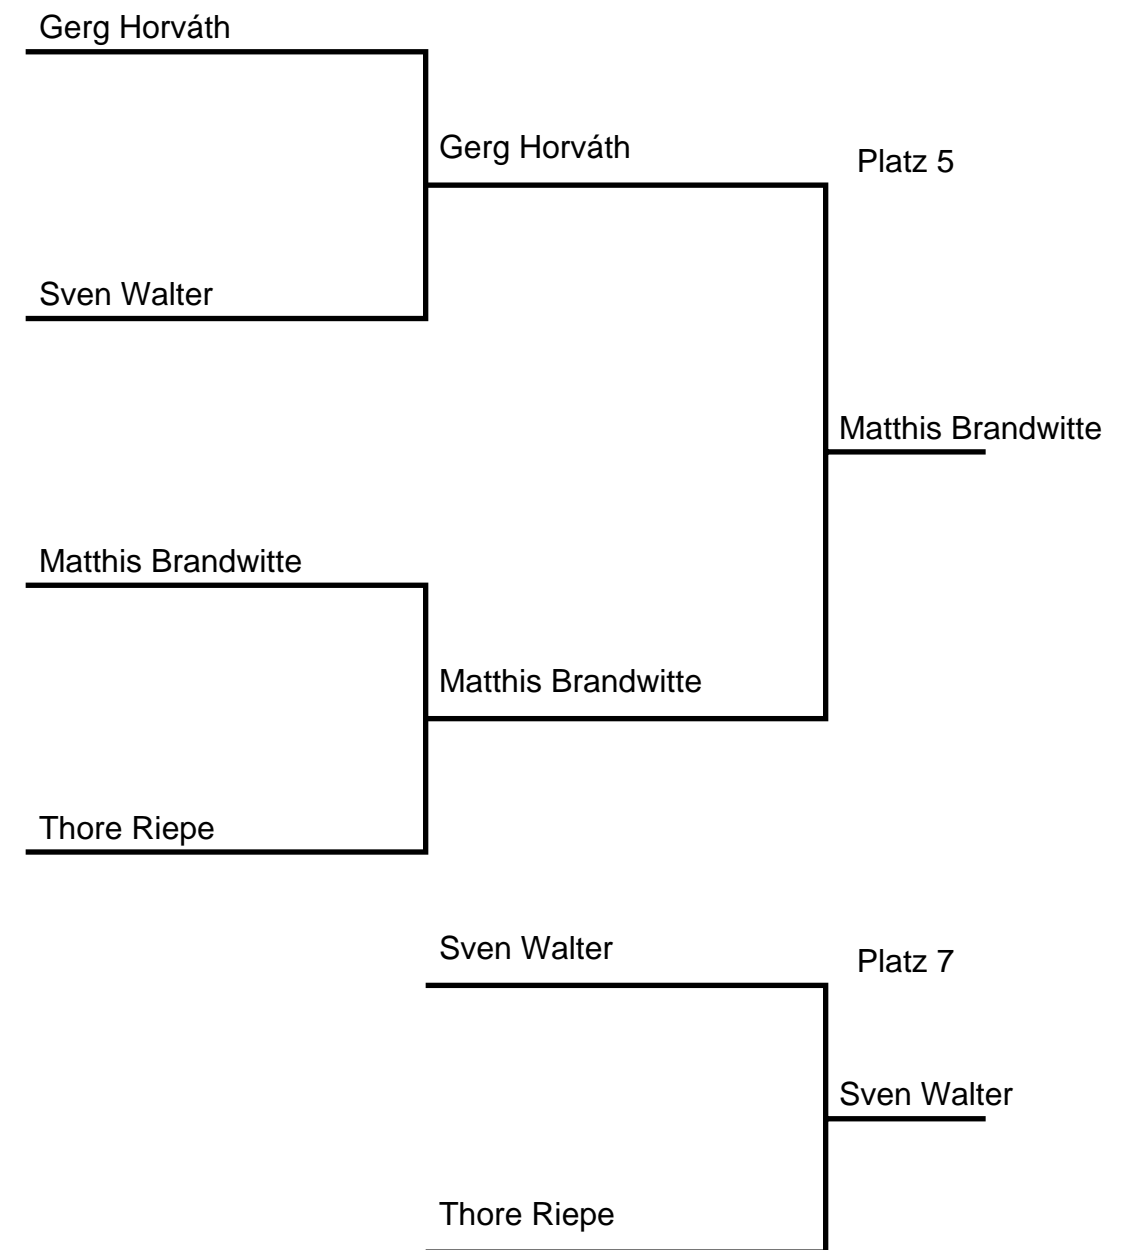 Gerg Horváth
Gerg Horváth
Platz 5
Sven Walter
Matthis Brandwitte
Matthis Brandwitte
Matthis Brandwitte
Thore Riepe
Sven Walter
Platz 7
Sven Walter
Thore Riepe